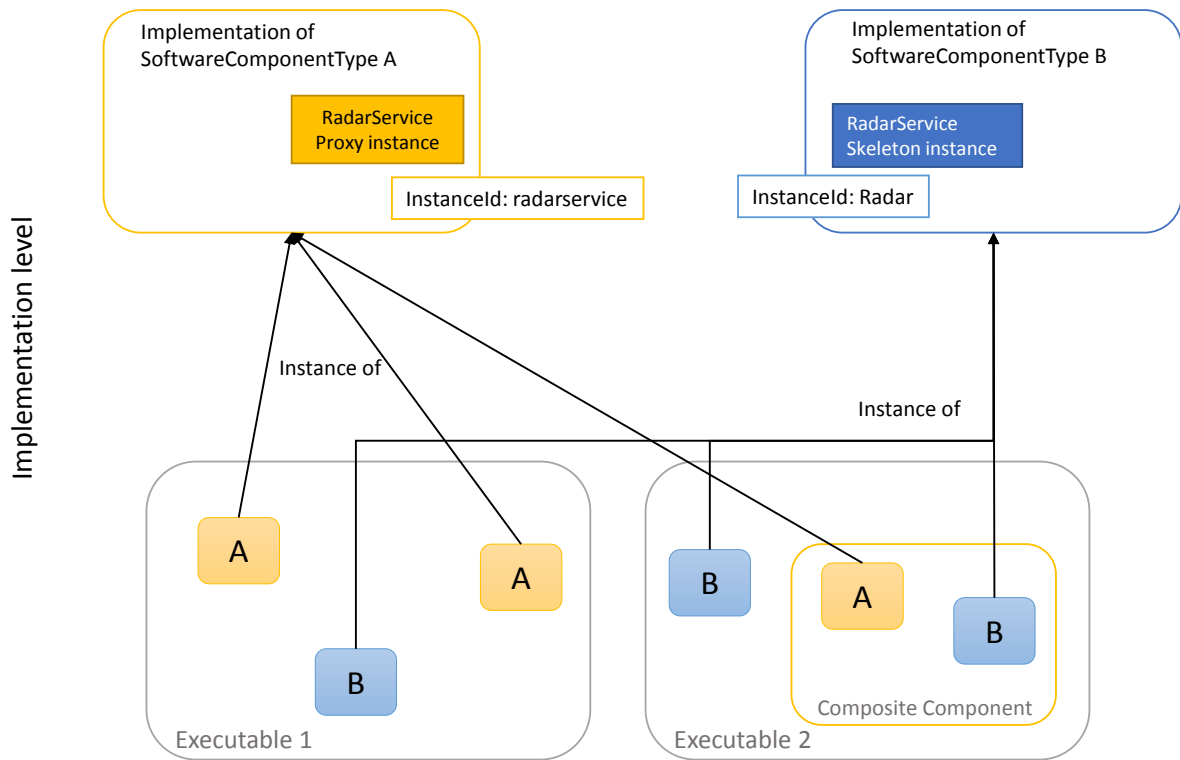 Implementation of
SoftwareComponentType A
RadarService
Proxy instance
InstanceId: radarservice
Implementation of
SoftwareComponentType B
RadarService
Skeleton instance
InstanceId: Radar
Implementation level
Instance of
Instance of
A
A
B
Executable 1
B
A
B
Composite Component
Executable 2